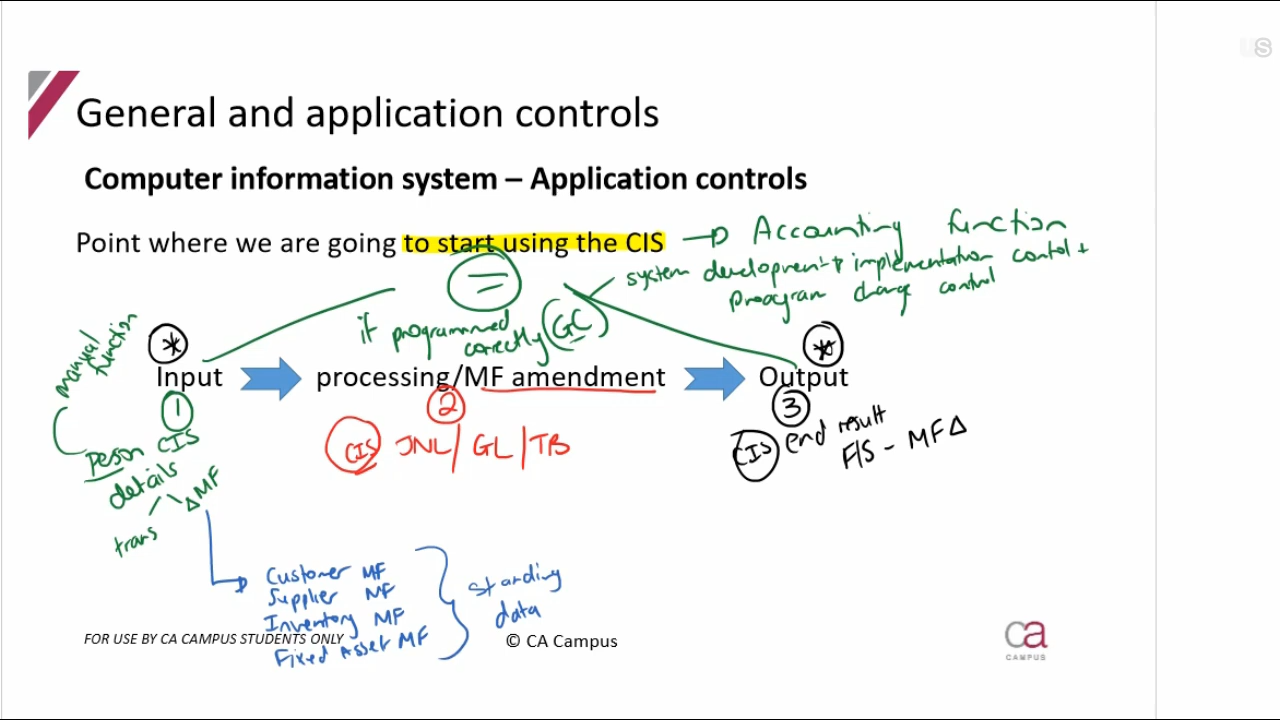 S
General and application controls
Computer information system – Application controls
Point where we are going to start using the CIS → Accounting function
system development + implementation control +
program change control
if programmed correctly GC
manual/ function
* *
Input processing/MF amendment Output
1 2 3
person CIS
details
trans Δ MF
CIS JNL/ GL/TB
CIS end result
F/S - MF Δ
Customer MF
Supplier MF
Inventory MF
Fixed Asset MF
standing
data
FOR USE BY CA CAMPUS STUDENTS ONLY © CA Campus
ca
CAMPUS